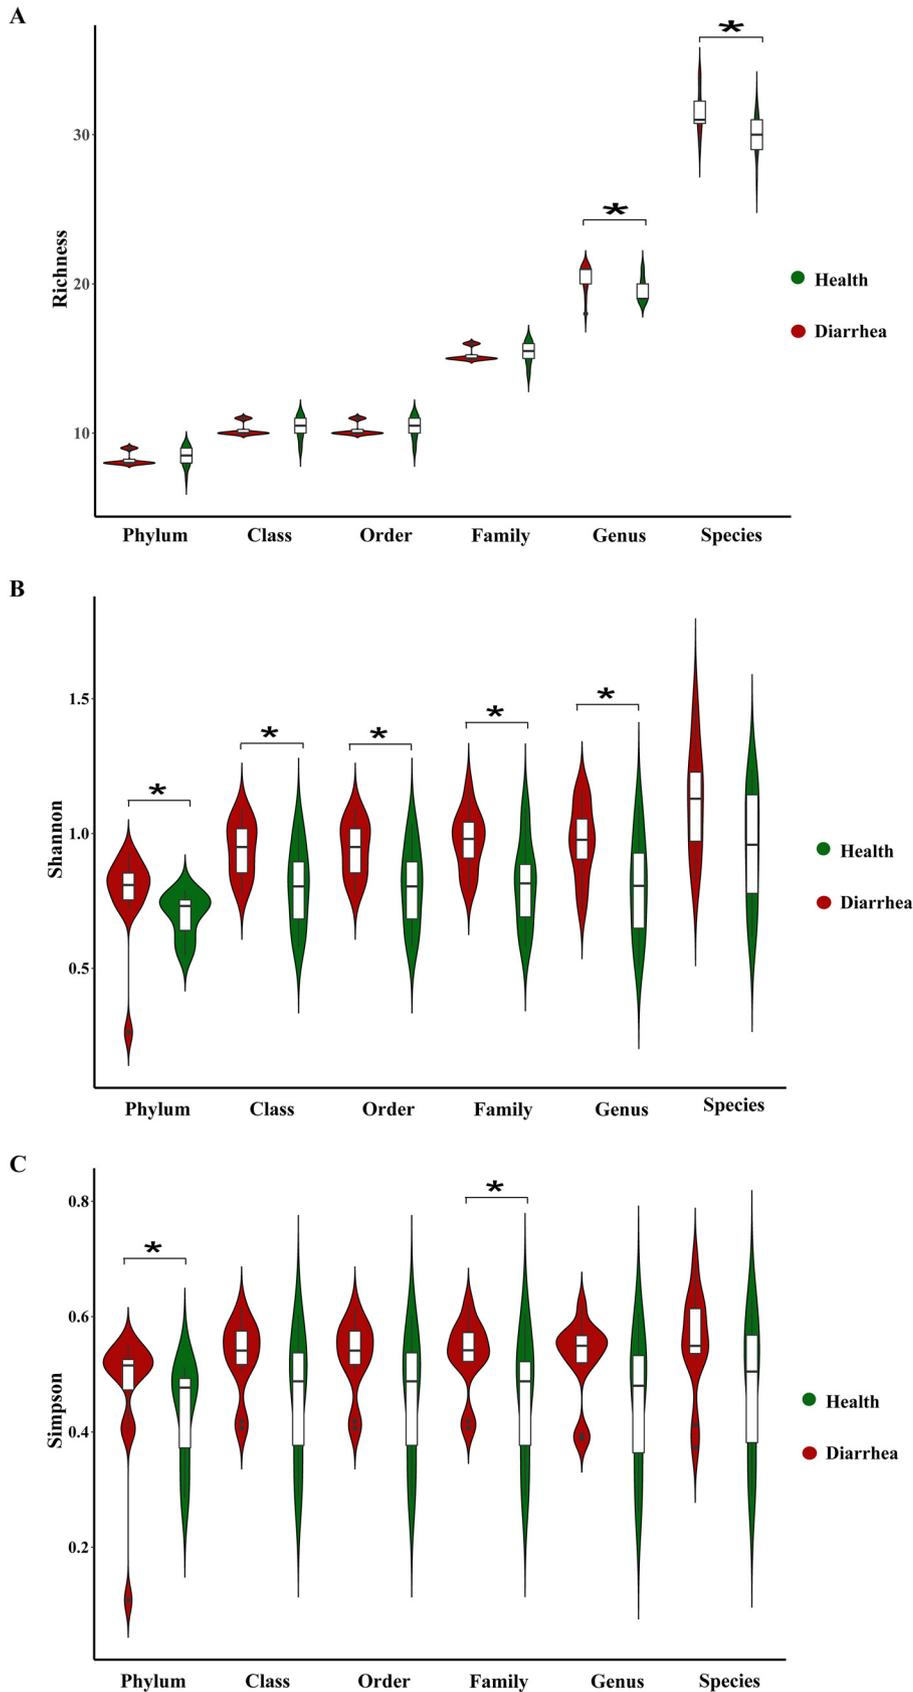 A
*
30
*
Richness
20
Health
Diarrhea
10
Phylum Class Order Family Genus Species
B
1.5
*
*
*
*
*
1.0
Shannon
Health
Diarrhea
0.5
Phylum Class Order Family Genus Species
C
0.8
*
*
0.6
Simpson
Health
0.4
Diarrhea
0.2
Phylum Class Order Family Genus Species